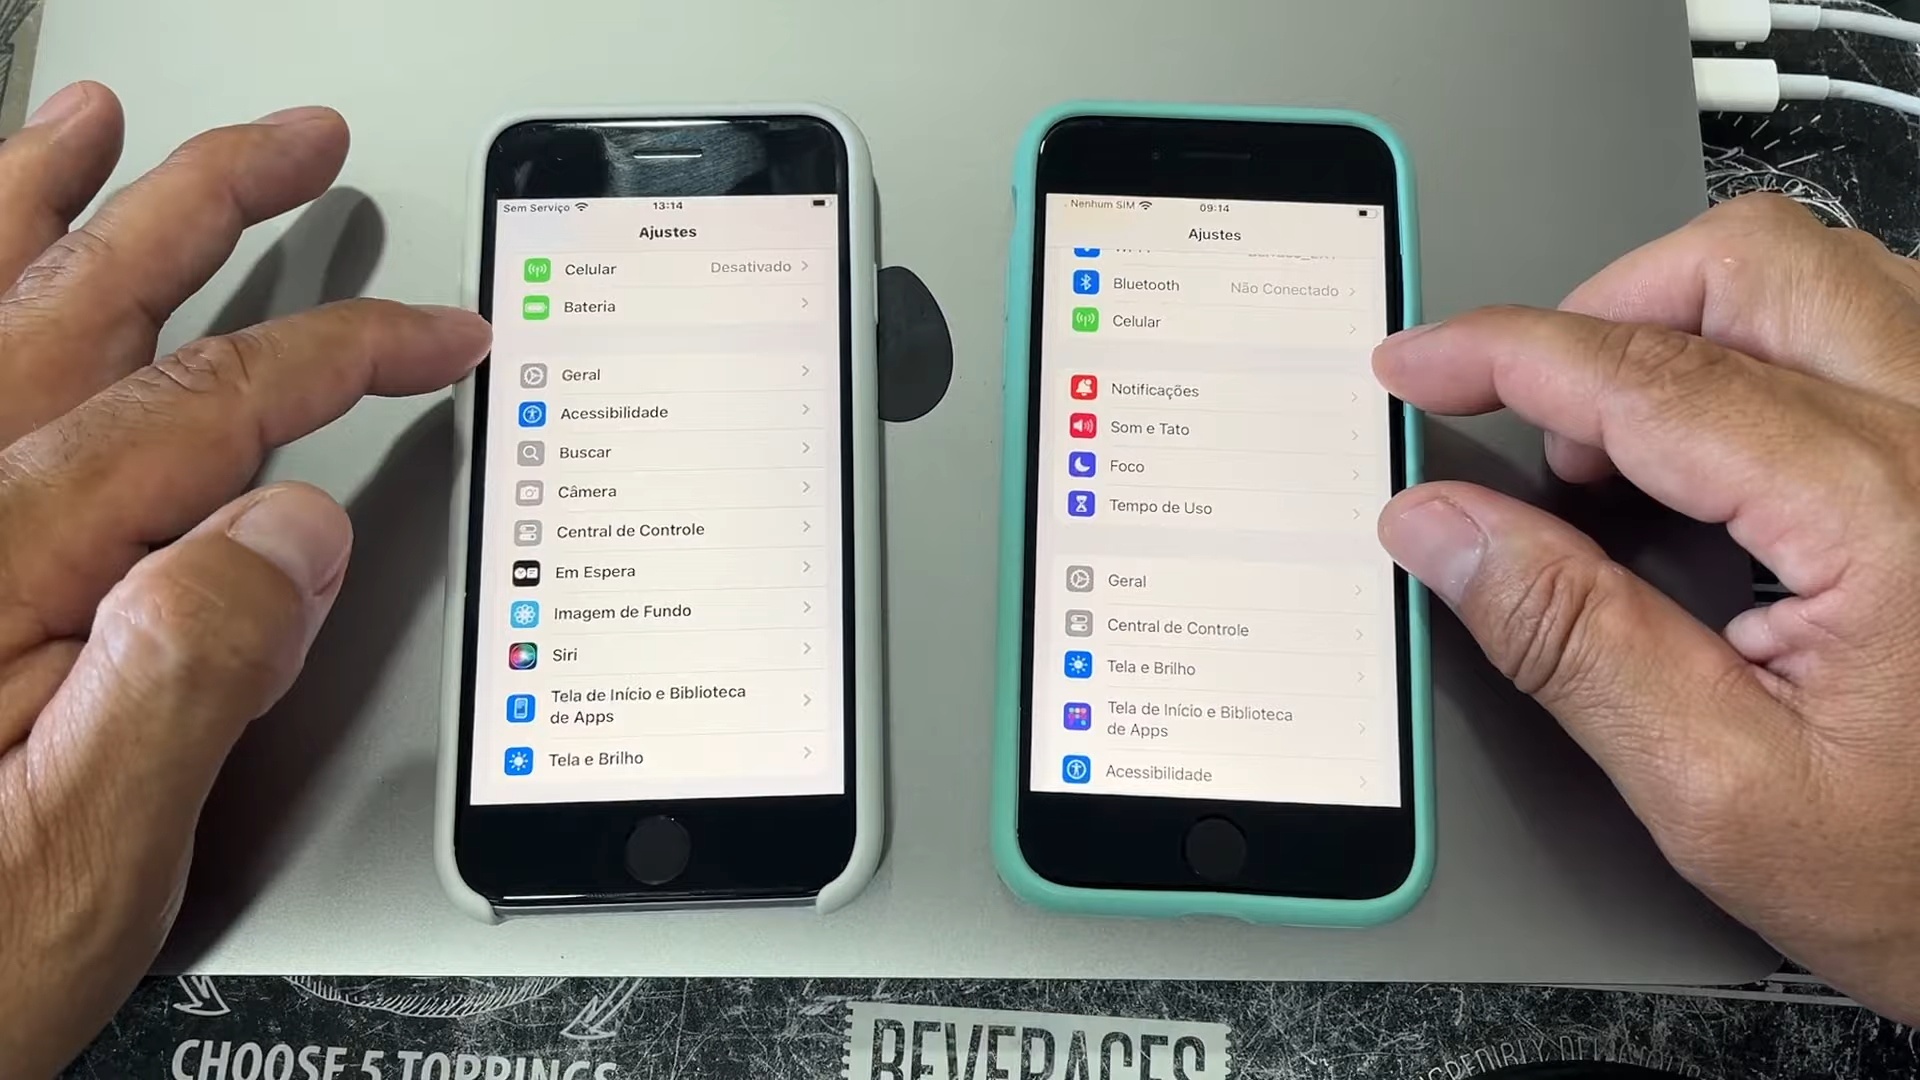 Sem Serviço
13:14
Ajustes
Celular
Desativado
Bateria
Geral
Acessibilidade
Buscar
Câmera
Central de Controle
Em Espera
Imagem de Fundo
Siri
Tela de Início e Biblioteca
de Apps
Tela e Brilho
Nenhum SIM
09:14
Ajustes
Bluetooth
Não Conectado
Celular
Notificações
Som e Tato
Foco
Tempo de Uso
Geral
Central de Controle
Tela e Brilho
Tela de Início e Biblioteca
de Apps
Acessibilidade
CHOOSE 5 TOPPINGS
BEVERAGES